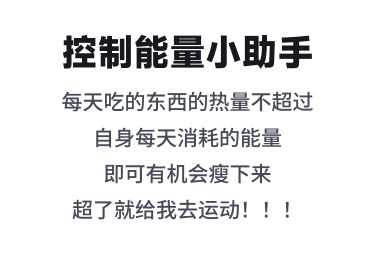 控制能量小助手
每天吃的东西的热量不超过
自身每天消耗的能量
即可有机会瘦下来
超了就给我去运动！！！